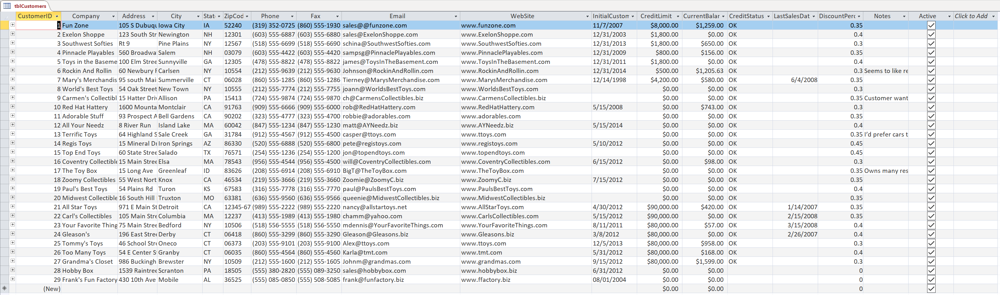 tblCustomers
CustomerID Company Address City Stat ZipCod Phone Fax Email WebSite InitialCustom CreditLimit CurrentBalar CreditStatus LastSalesDat DiscountPerc Notes Active Click to Add
1 Fun Zone 105 S Dubuqu Iowa City IA 52240 (319) 352-0725 (860) 555-1930 sales@@funzone.com www.funzone.com 11/7/2007 $8,000.00 $1,259.00 OK 0.35
2 Exelon Shoppe 123 South Str Newington NH 12301 (603) 555-6887 (603) 555-6880 sales@ExelonShoppe.com www.ExelonShoppe.com 12/31/2003 $1,800.00 $0.00 OK 0.4
3 Southwest Softies Rt 9 Pine Plains NY 12567 (518) 555-6699 (518) 555-6690 schina@SouthwestSofties.com www.SouthwestSofties.com 12/31/2013 $1,800.00 $650.00 OK 0.3
4 Pinnacle Playables 560 Broadwa Salem NH 03079 (603) 555-4422 (603) 555-4420 sampsg@PinnaclePlayables.com www.PinnaclePlayables.com 12/31/2009 $800.00 $156.00 OK 0.35
5 Toys in the Baseme 100 Elm Stree Sunnyville GA 12305 (478) 555-8822 (478) 555-8822 james@ToysInTheBasement.com www.ToysInTheBasement.com 12/31/2011 $1,800.00 $0.00 OK 0.4
6 Rockin And Rollin 60 Newbury F Carlsen NY 10554 (212) 555-9639 (212) 555-9630 Johnson@RockinAndRollin.com www.RockinAndRollin.com 12/31/2014 $500.00 $1,205.63 OK 0.3 Seems to like re
7 Mary's Merchandis 95 south Mai Summerville CT 06028 (860) 555-1285 (860) 555-1286 Tierney@MarysMerchandise.com www.MarysMerchandise.com 12/14/1998 $4,200.00 $580.00 OK 6/4/2008 0.35
8 World's Best Toys 54 Oak Street New Town NY 10555 (212) 555-7774 (212) 555-7755 joann@WorldsBestToys.com www.WorldsBestToys.com $0.00 $0.00 OK 0.3
9 Carmen's Collectibl 15 Hatter Driv Allison PA 15413 (724) 555-9874 (724) 555-9870 ch@CarmensCollectibles.biz www.CarmensCollectibles.biz $0.00 $0.00 OK 0.35 Customer want
10 Red Hat Hattery 1600 Mounta Montclair CA 91763 (909) 555-6666 (909) 555-6000 rob@RedHatHattery.com www.RedHatHattery.com 5/15/2008 $0.00 $743.00 OK 0.3
11 Adorable Stuff 93 Prospect A Bell Gardens CA 90202 (323) 555-4777 (323) 555-4700 robbie@adorables.com www.adorables.com $0.00 $0.00 OK 0.35
12 All Your Needz 8 River Run Island Lake MA 60042 (847) 555-1234 (847) 555-1230 matt@AYNeedz.biz www.AYNeedz.biz 5/15/2014 $0.00 $0.00 OK 0.4
13 Terrific Toys 64 Highland S Sale Creek GA 31784 (912) 555-4567 (912) 555-4500 casper@ttoys.com www.ttoys.com $0.00 $0.00 OK 0.35 I’d prefer cars t
14 Regis Toys 15 Mineral Dr Iron Springs AZ 86330 (520) 555-6888 (520) 555-6800 pete@registoys.com www.registoys.com 5/10/2012 $0.00 $0.00 OK 0.45
15 Top End Toys 60 State Stree Salado TX 76571 (254) 555-1236 (254) 555-1200 jon@topendtoys.com www.topendtoys.com $0.00 $0.00 OK 0.45
16 Coventry Collectible 15 Main Stree Elsa MA 78543 (956) 555-4544 (956) 555-4500 will@CoventryCollectibles.com www.CoventryCollectibles.com 6/15/2012 $0.00 $98.00 OK 0.3
17 The Toy Box 15 Long Ave Greenleaf ID 83626 (208) 555-6914 (208) 555-6910 BigT@TheToyBox.com www.TheToyBox.com $0.00 $0.00 OK 0.35 Owns many res
18 Zoomy Collectibles 55 West Nort Knox CA 46534 (219) 555-3666 (219) 555-3660 Zoomie@ZoomyC.biz www.ZoomyC.biz 7/15/2012 $0.00 $0.00 OK 0.35
19 Paul's Best Toys 54 Plains Rd Turon KS 67583 (316) 555-7778 (316) 555-7770 paul@PaulsBestToys.com www.PaulsBestToys.com $0.00 $0.00 OK 0.4
20 Midwest Collectible 16 South Hill Truxton MO 63381 (636) 555-9560 (636) 555-9566 queenie@MidwestCollectibles.biz www.MidwestCollectibles.biz $0.00 $0.00 OK 0.35
21 All Star Toys 971 E Main St Detroit CA 12345-67 (989) 555-2222 (989) 555-2220 nancy@allstartoys.net www.AllStarToys.com 4/30/2012 $90,000.00 $420.00 OK 1/14/2007 0.35
22 Carl's Collectibles 105 Main Stre Columbia MA 12237 (413) 555-1989 (413) 555-1980 chamm@yahoo.com www.CarlsCollectibles.com 5/15/2012 $90,000.00 $0.00 OK 2/15/2008 0.35
23 Your Favorite Thing 75 Main Stree Bedford NY 10506 (518) 556-5555 (518) 556-5550 mdennis@YourFavoriteThings.com www.YourFavoriteThings.com 8/11/2011 $80,000.00 $57.00 OK 3/15/2008 0.4
24 Gleason's 196 East Stree Derby CT 06418 (860) 555-3299 (860) 555-3290 Gleason@Gleasons.biz www.Gleasons.biz 3/8/2012 $80,000.00 $0.00 OK 2/26/2007 0.4
25 Tommy's Toys 46 School Stre Oneco CT 06373 (203) 555-9101 (203) 555-9100 Alex@ttoys.com www.ttoys.com 12/5/2013 $80,000.00 $958.00 OK 0.3
26 Too Many Toys 54 E Center S Granby CT 06035 (860) 555-4564 (860) 555-4560 Karla@tmt.com www.tmt.com 5/31/2012 $80,000.00 $168.00 OK 0.4
27 Grandma's Closet 986 Buckingh Brewster NY 10509 (212) 555-1600 (212) 555-1605 Johnm@grandmas.com www.grandmas.com 9/15/2012 $80,000.00 $1,599.00 OK 0.3
28 Hobby Box 1539 Raintree Scranton PA 18505 (555) 380-2820 (555) 089-3250 sales@hobbybox.com www.hobbybox.biz 6/31/2012 $0.00 $0.00 0
29 Frank's Fun Factory 430 10th Ave Mobile AL 36525 (555) 085-0850 (555) 508-5085 frank@funfactory.biz www.ffactory.biz 08/01/2004 $0.00 $0.00 0
(New) $0.00 $0.00 0